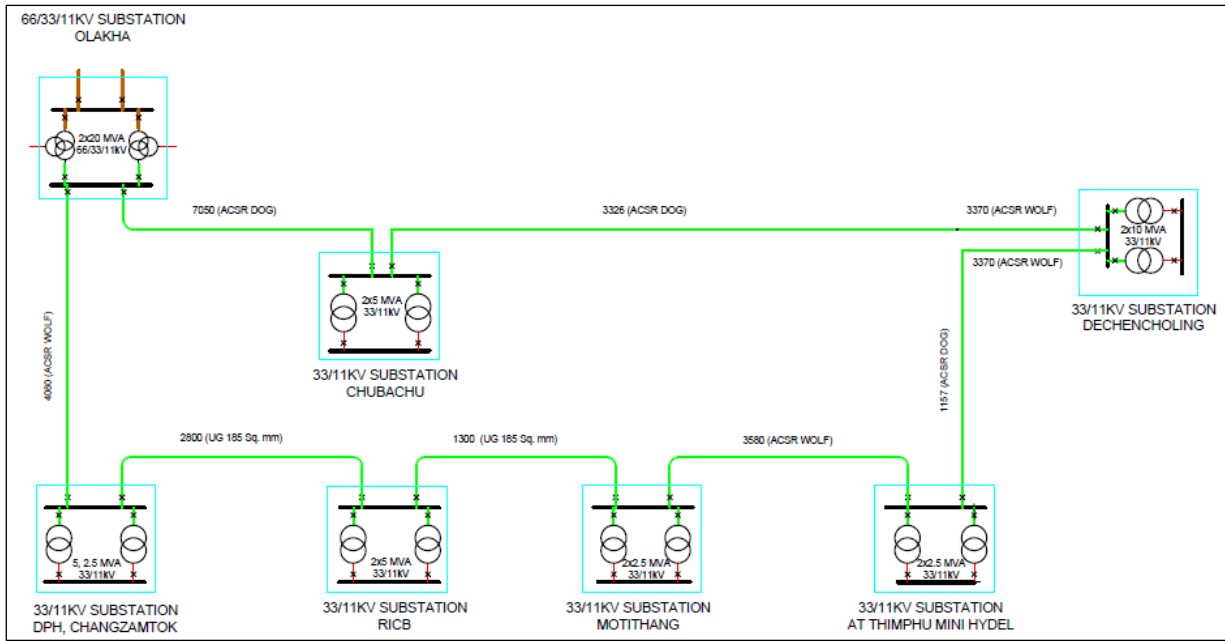 66/33/11KV SUBSTATION
OLAKHA
2x20 MVA
66/33/11kV
7050 (ACSR DOG)
3326 (ACSR DOG)
3370 (ACSR WOLF)
2x10 MVA
33/11kV
3370 (ACSR WOLF)
33/11KV SUBSTATION
DECHENCHOLING
2x5 MVA
33/11kV
33/11KV SUBSTATION
CHUBACHU
4080 (ACSR WOLF)
1157 (ACSR DOG)
2800 (UG 185 Sq. mm)
1300 (UG 185 Sq. mm)
3580 (ACSR WOLF)
5, 2.5 MVA
33/11kV
33/11KV SUBSTATION
DPH, CHANGZAMTOK
2x5 MVA
33/11kV
33/11KV SUBSTATION
RICB
2x2.5 MVA
33/11kV
33/11KV SUBSTATION
MOTITHANG
2x2.5 MVA
33/11kV
33/11KV SUBSTATION
AT THIMPHU MINI HYDEL